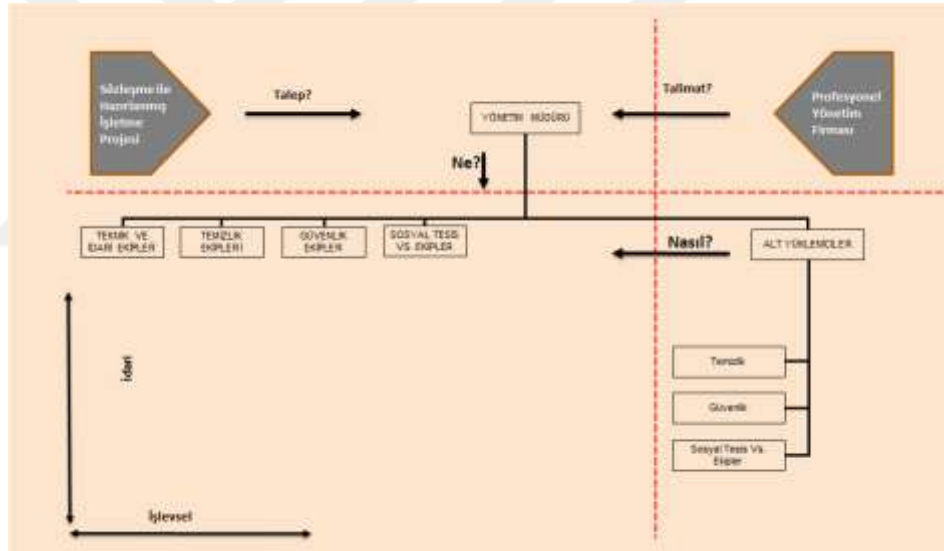 Sözleşme ile
Hazırlanmış
İşletme
Projesi
Talep?
YÖNETİM MÜDÜRÜ
Talimat?
Profesyonel
Yönetim
Firması
Ne?
TEKNİK VE
İDARİ EKİPLER
TEMİZLİK
EKİPLERİ
GÜVENLİK
EKİPLER
SOSYAL TESİS
VS. EKİPLER
Nasıl?
ALT YÜKLENİCİLER
İdari
Temizlik
Güvenlik
Sosyal Tesis Vs.
Ekipler
İşlevsel